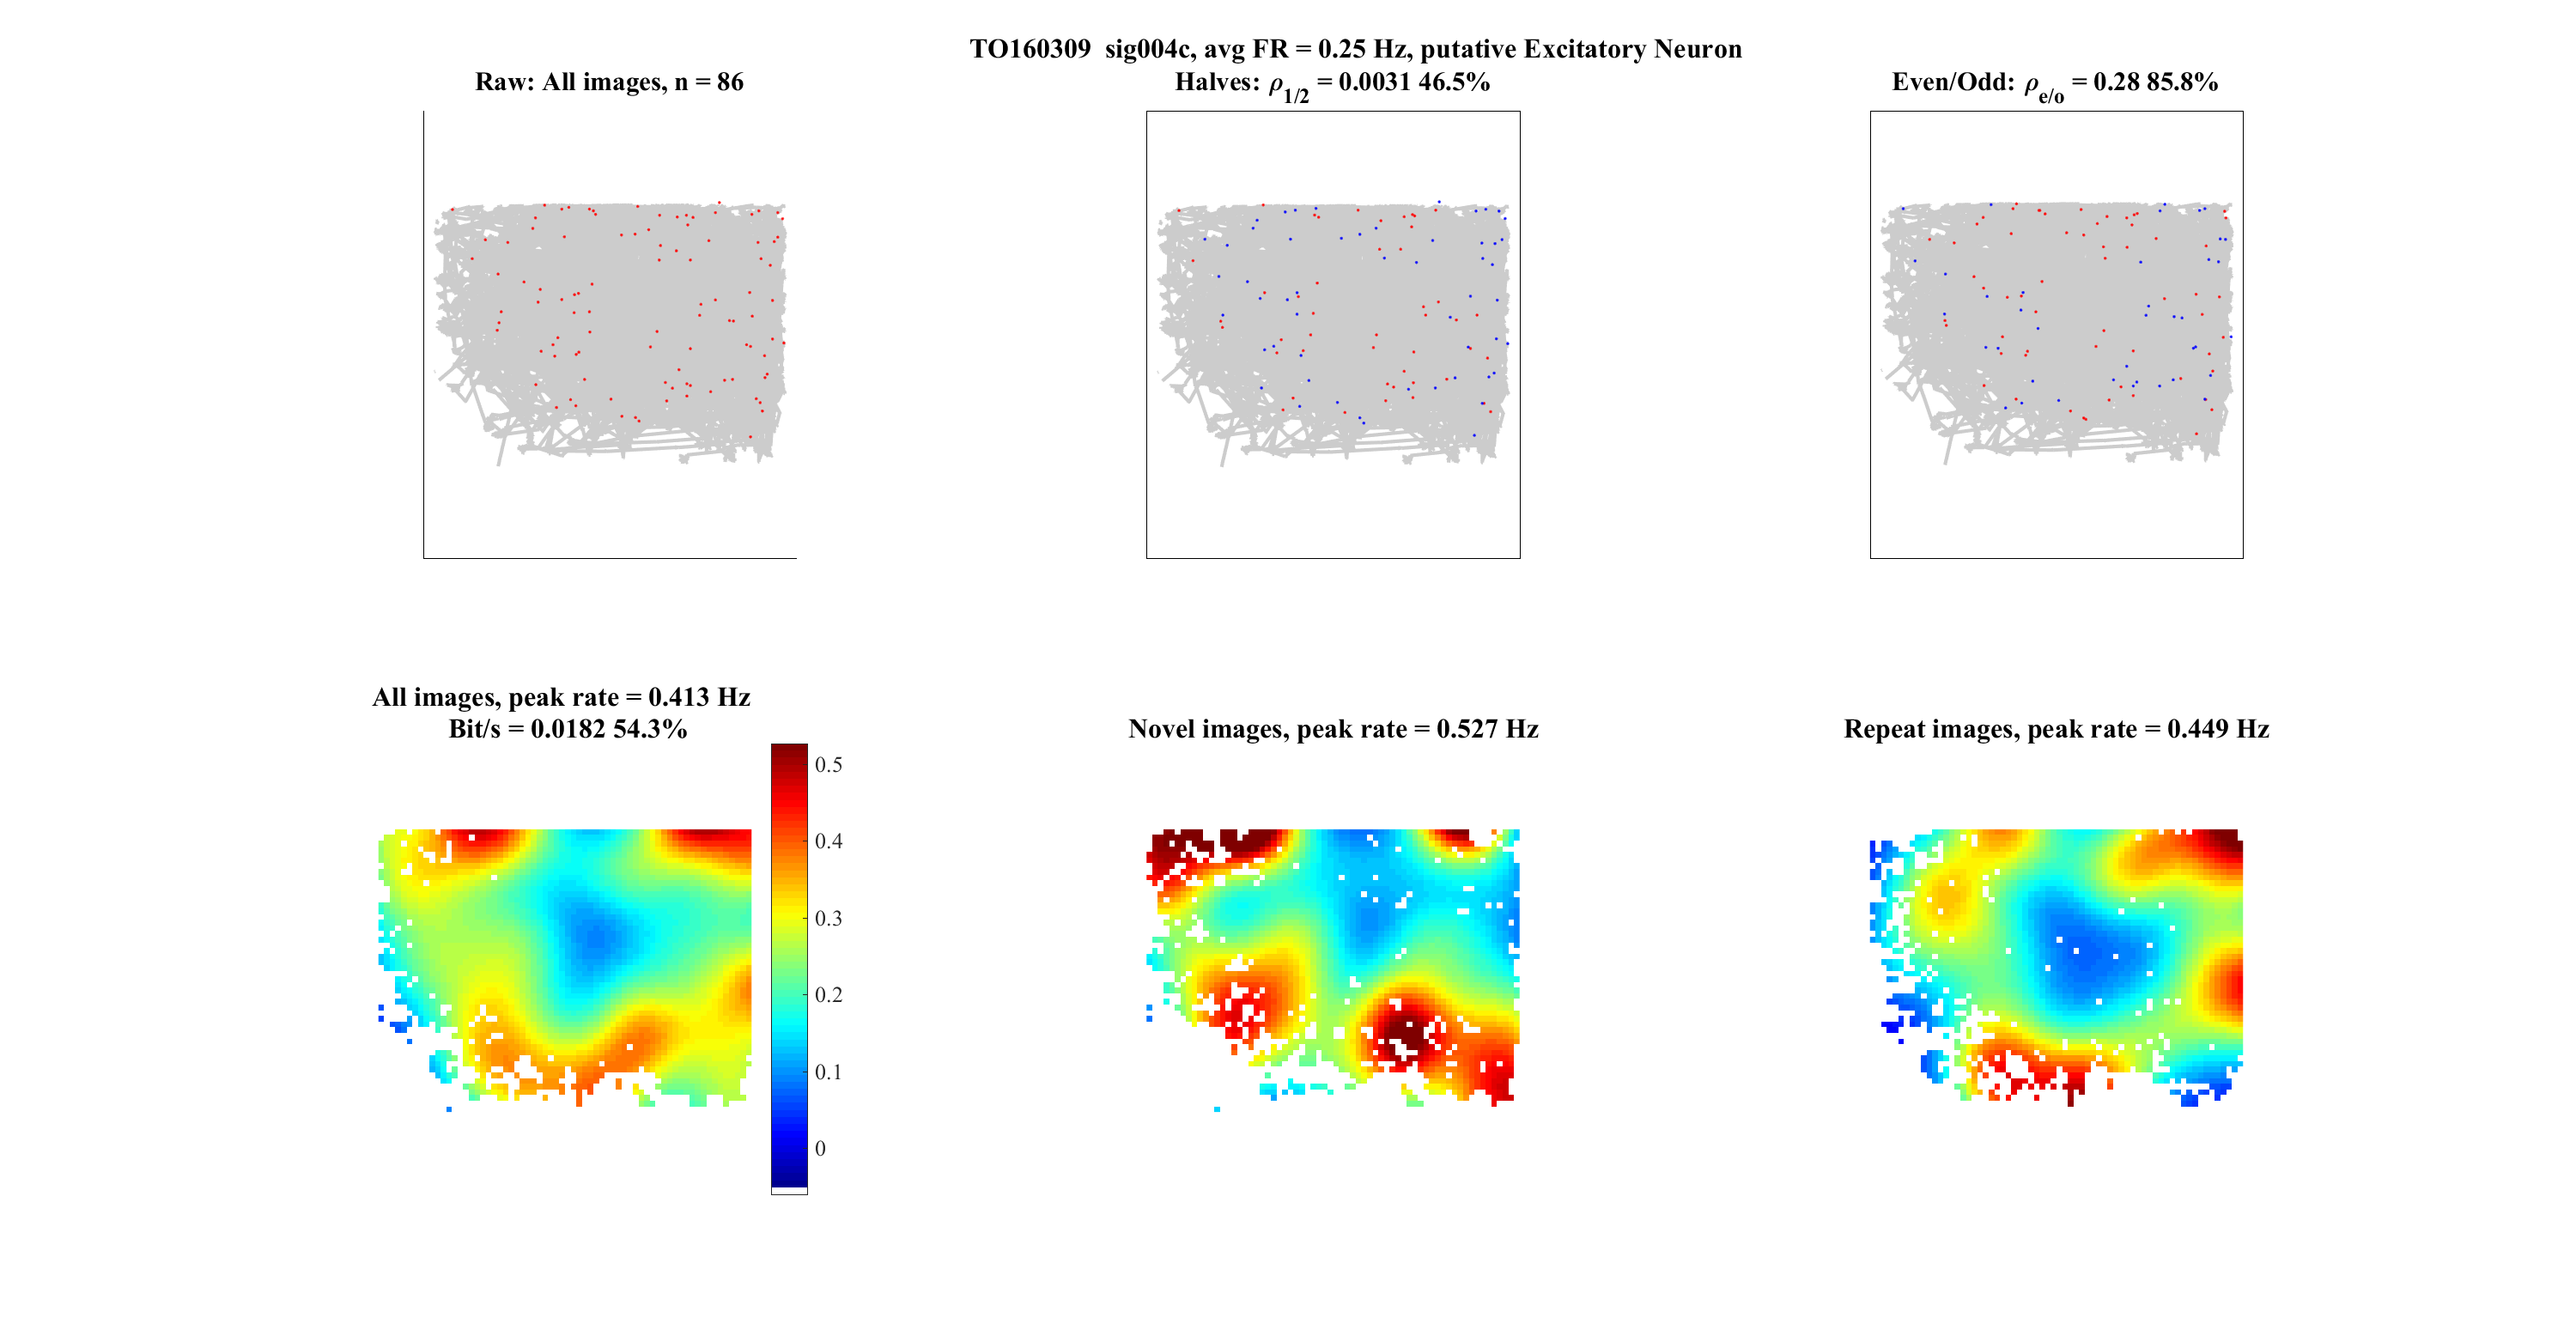 TO160309  sig004c, avg FR = 0.25 Hz, putative Excitatory Neuron
Raw: All images, n = 86
Halves: ρ1/2 = 0.0031 46.5%
Even/Odd: ρe/o = 0.28 85.8%
All images, peak rate = 0.413 Hz
Bit/s = 0.0182 54.3%
Novel images, peak rate = 0.527 Hz
Repeat images, peak rate = 0.449 Hz
0.5
0.4
0.3
0.2
0.1
0